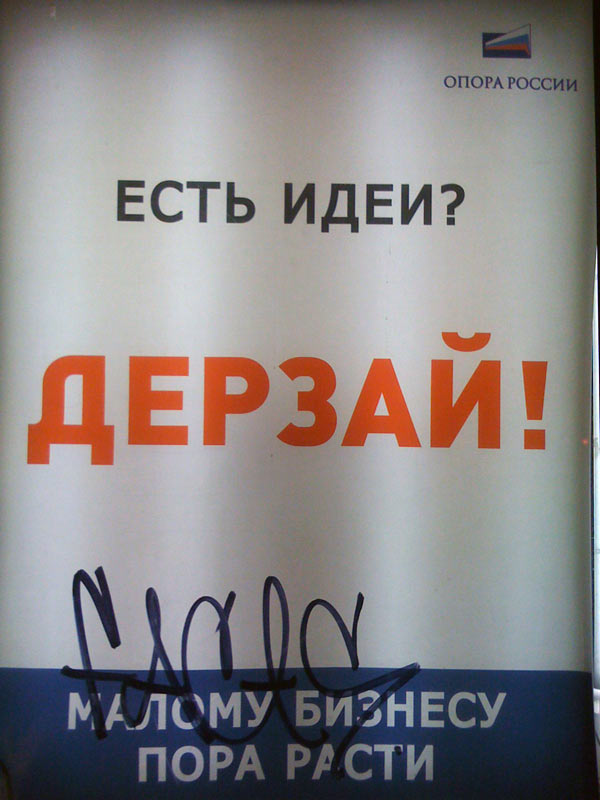 ОПОРА РОССИИ
ЕСТЬ ИДЕИ?
ДЕРЗАЙ!
МАЛОМУ БИЗНЕСУ
ПОРА РАСТИ